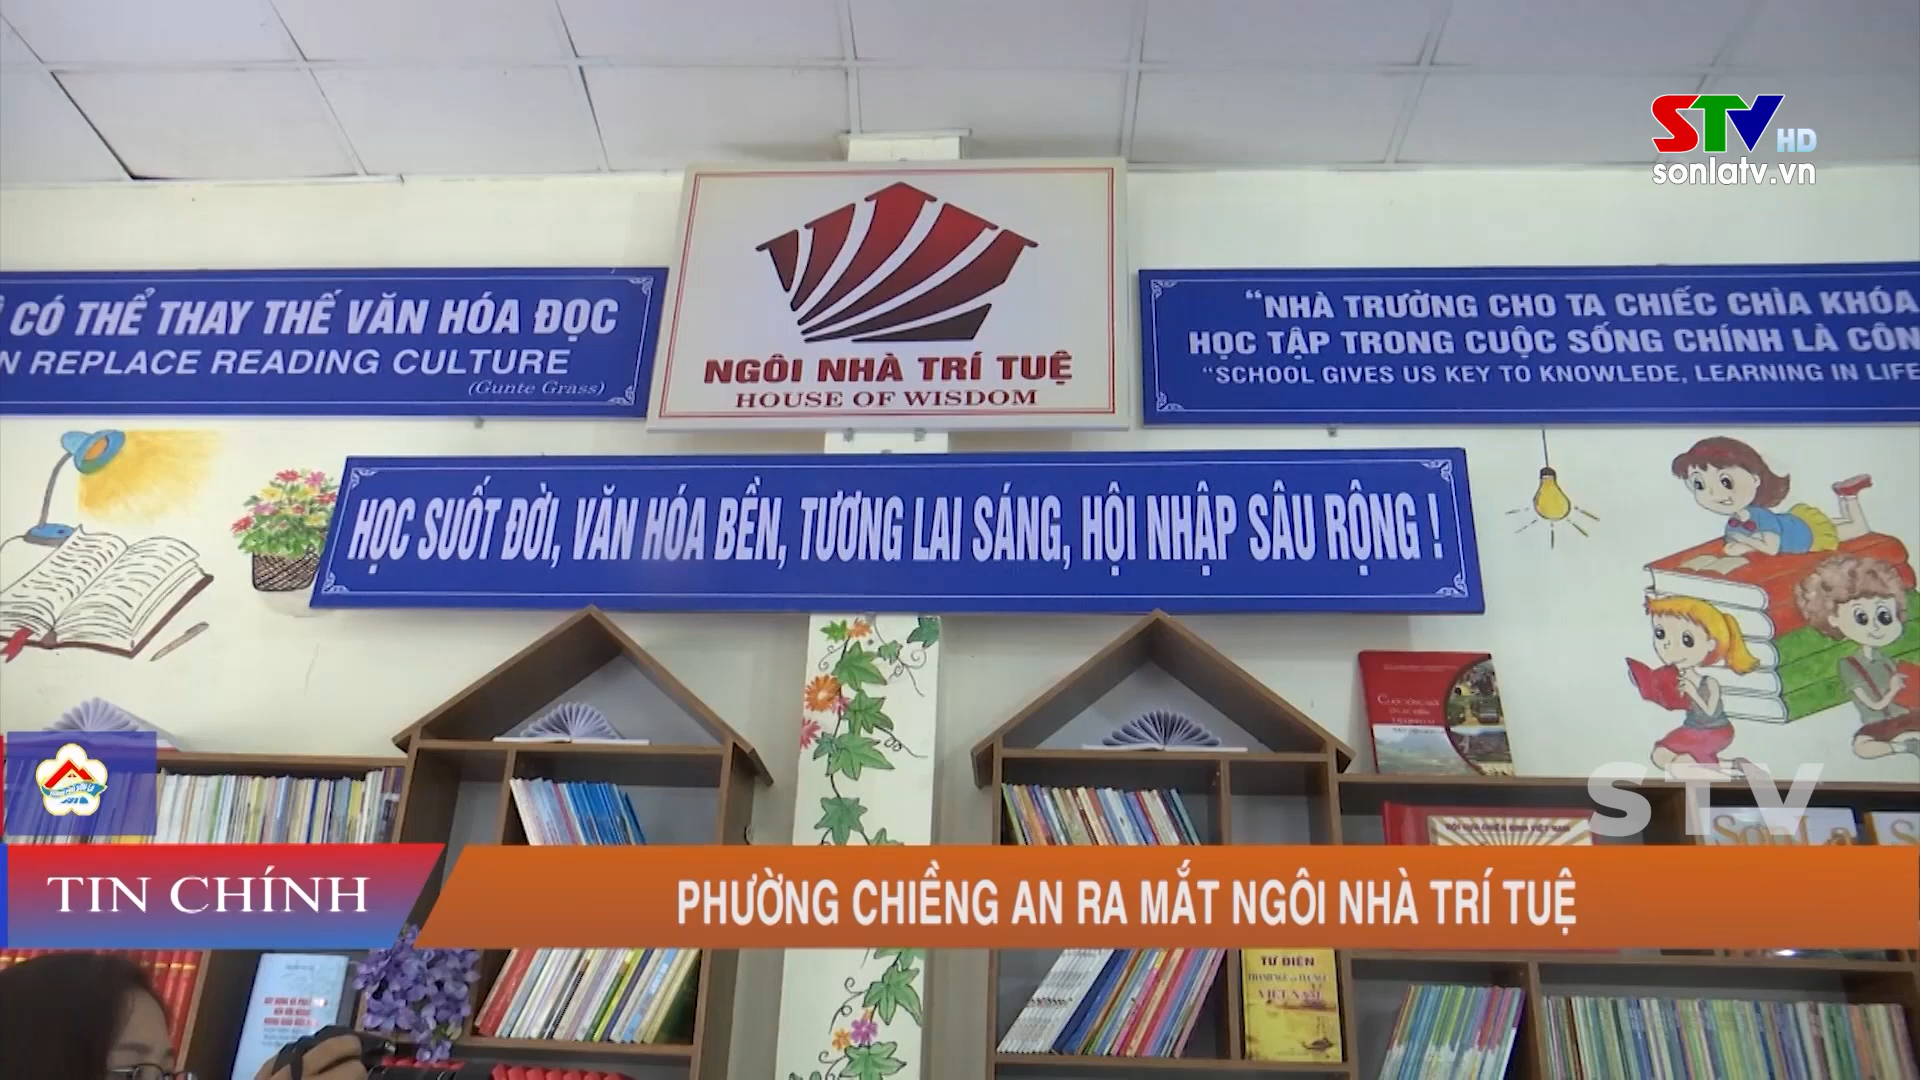 STV HD
sonlatv.vn
CÓ THỂ THAY THẾ VĂN HÓA ĐỌC
N REPLACE READING CULTURE
(Gunte Grass)
NGÔI NHÀ TRÍ TUỆ
HOUSE OF WISDOM
“NHÀ TRƯỜNG CHO TA CHIẾC CHÌA KHÓA
HỌC TẬP TRONG CUỘC SỐNG CHÍNH LÀ CÔN
“SCHOOL GIVES US KEY TO KNOWLEDE, LEARNING IN LIFE
HỌC SUỐT ĐỜI, VĂN HÓA BỀN, TƯƠNG LAI SÁNG, HỘI NHẬP SÂU RỘNG !
STV
TIN CHÍNH
PHƯỜNG CHIỀNG AN RA MẮT NGÔI NHÀ TRÍ TUỆ
TỪ ĐIỂN
VIỆT NAM